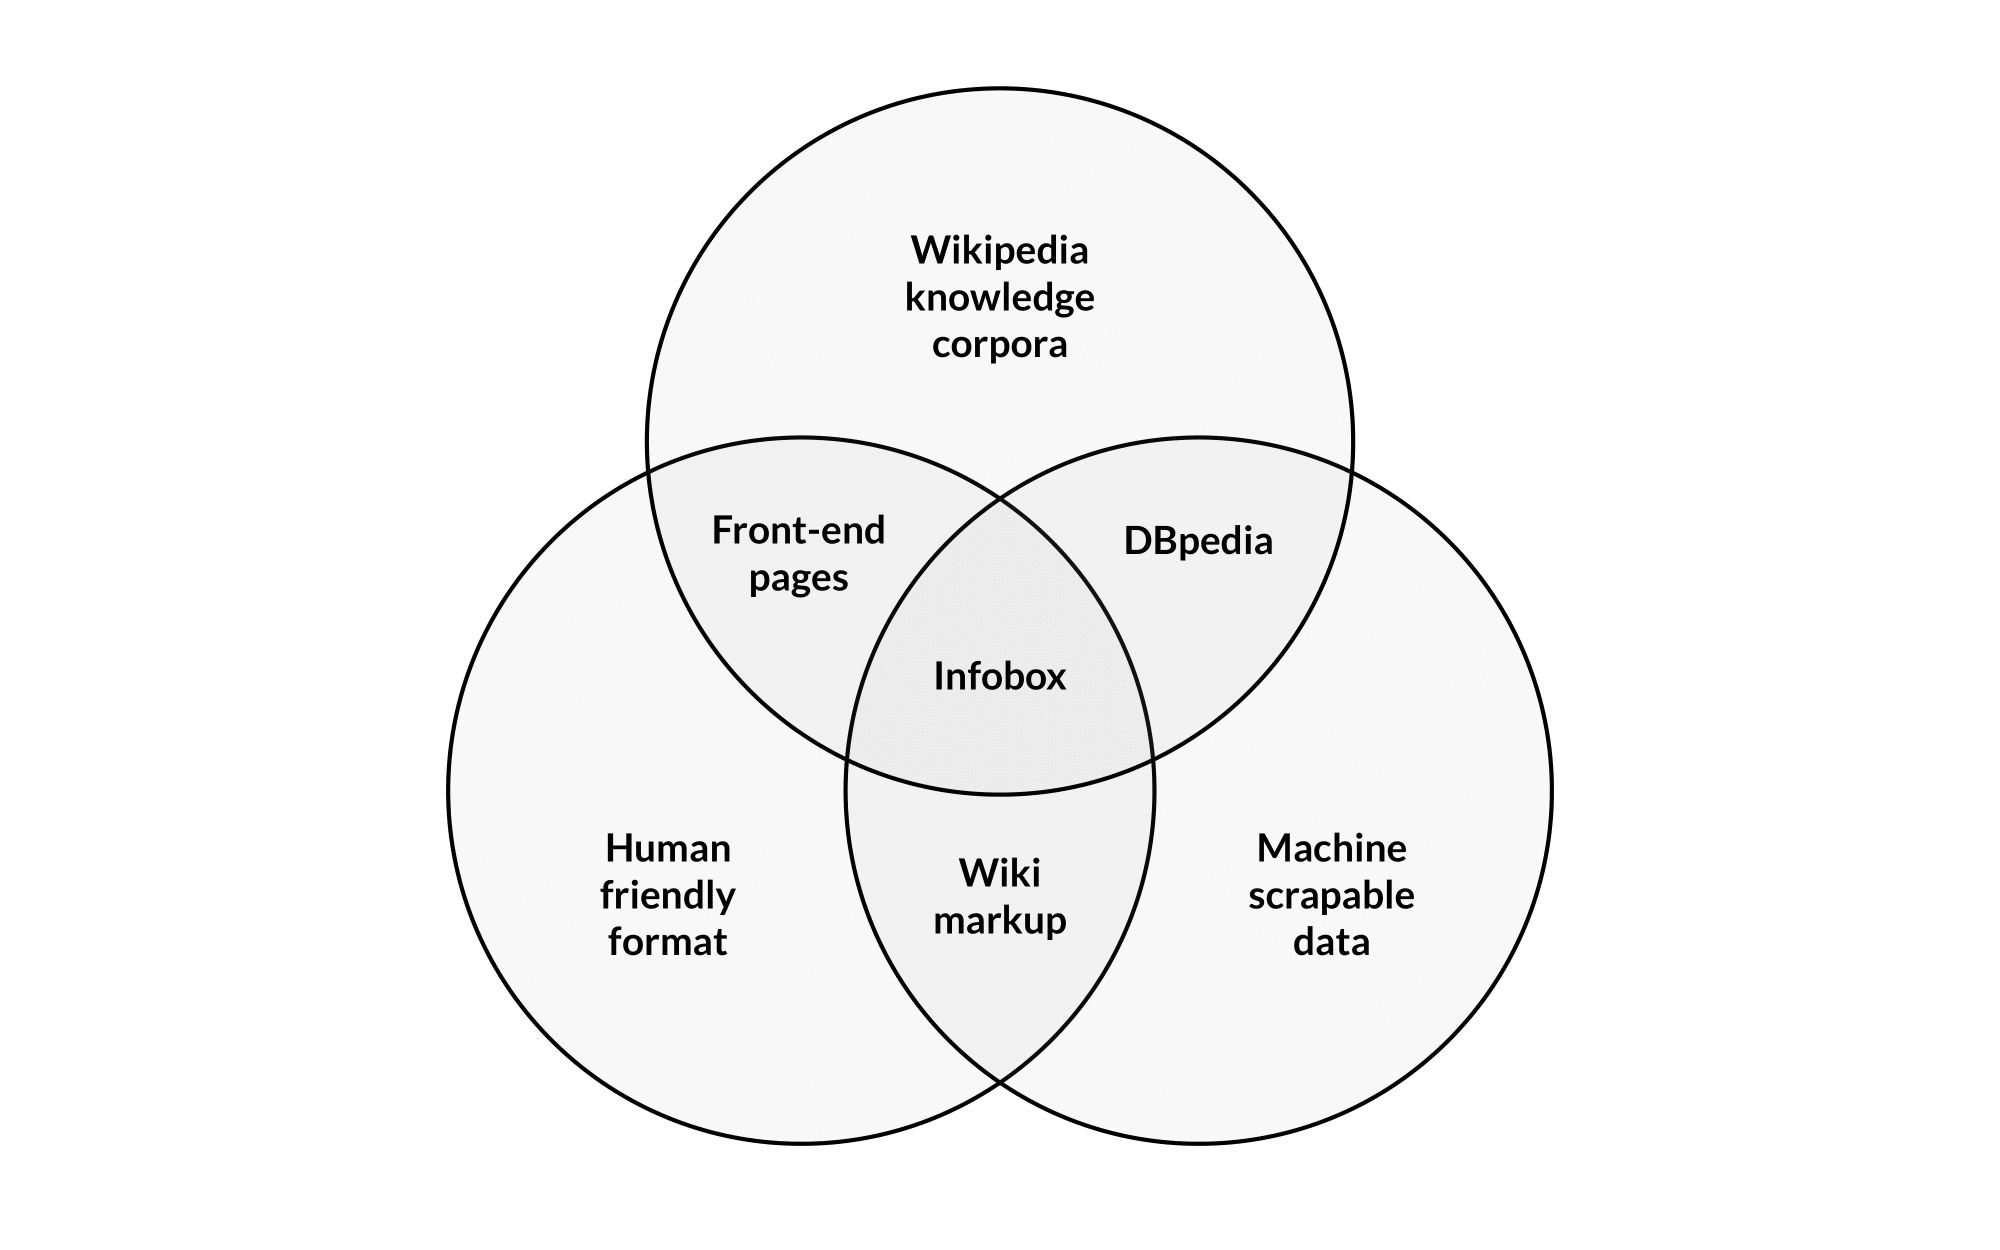 Wikipedia
knowledge
corpora
Front-end
pages
DBpedia
Infobox
Human
friendly
format
Wiki
markup
Machine
scrapable
data